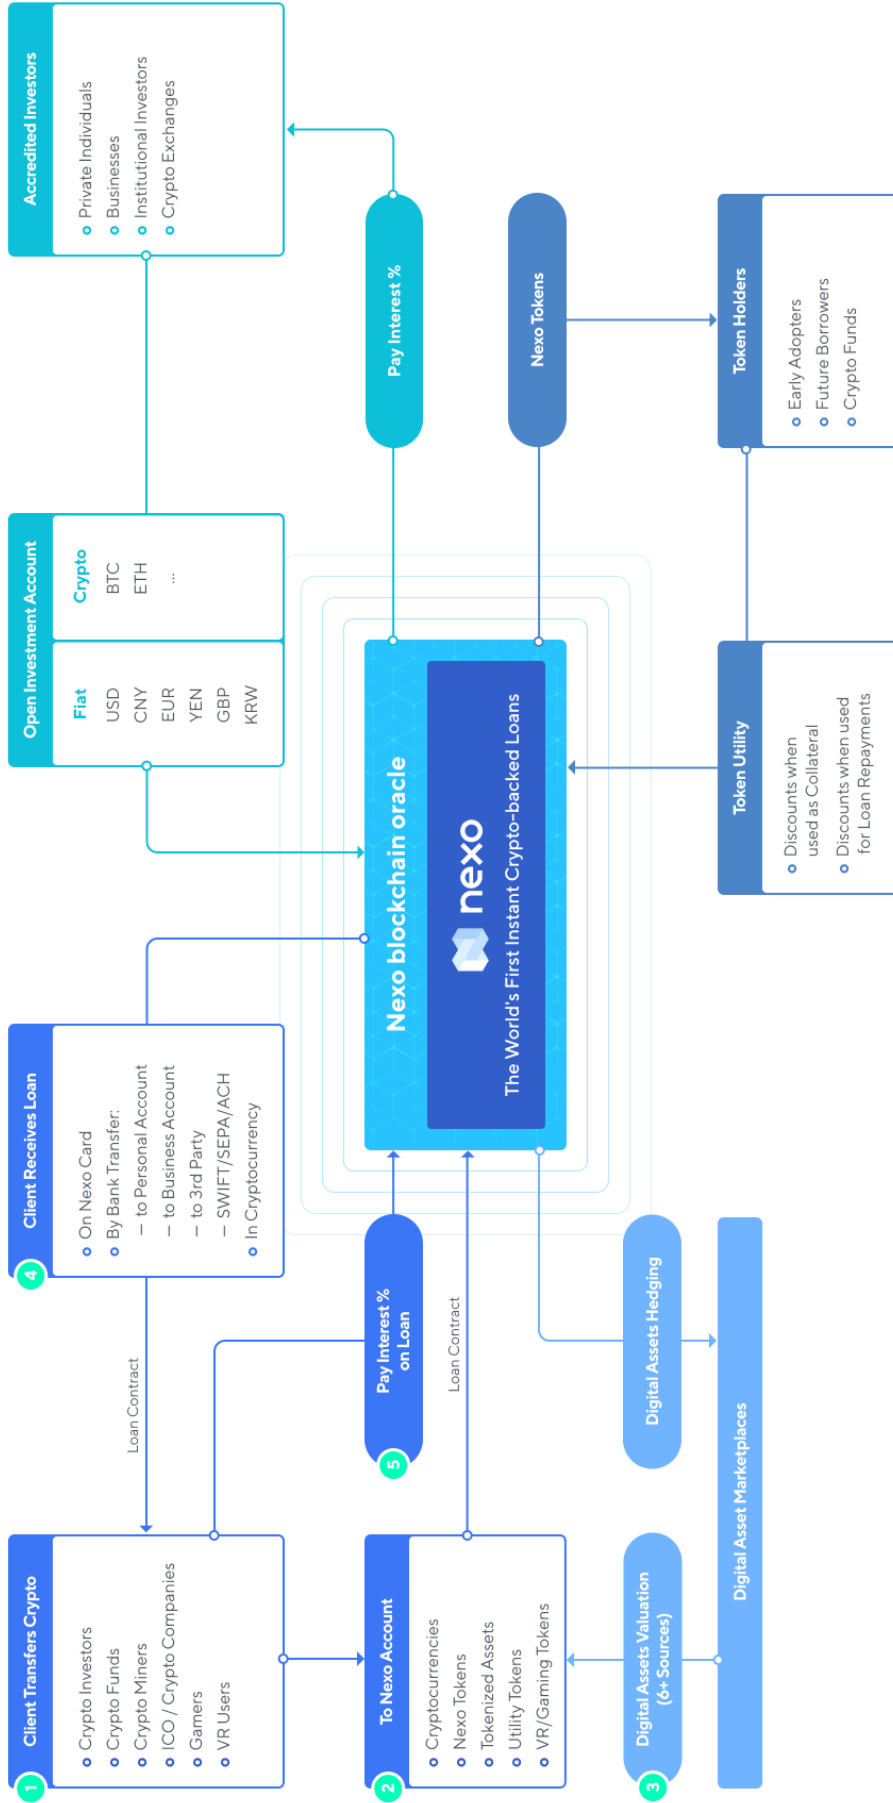 1
Client Transfers Crypto
Crypto Investors
Crypto Funds
Crypto Miners
ICO / Crypto Companies
Gamers
VR Users
Loan Contract
4
Client Receives Loan
On Nexo Card
By Bank Transfer:
– to Personal Account
– to Business Account
– to 3rd Party
– SWIFT/SEPA/ACH
In Cryptocurrency
Open Investment Account
Fiat
USD
CNY
EUR
YEN
GBP
KRW
Crypto
BTC
ETH
...
Accredited Investors
Private Individuals
Businesses
Institutional Investors
Crypto Exchanges
2
To Nexo Account
Cryptocurrencies
Nexo Tokens
Tokenized Assets
Utility Tokens
VR/Gaming Tokens
5
Pay Interest %
on Loan
Loan Contract
Nexo blockchain oracle
nexo
The World's First Instant Crypto-backed Loans
Pay Interest %
Nexo Tokens
3
Digital Assets Valuation
(6+ Sources)
Digital Assets Hedging
Digital Asset Marketplaces
Token Utility
Discounts when
used as Collateral
Discounts when used
for Loan Repayments
Token Holders
Early Adopters
Future Borrowers
Crypto Funds